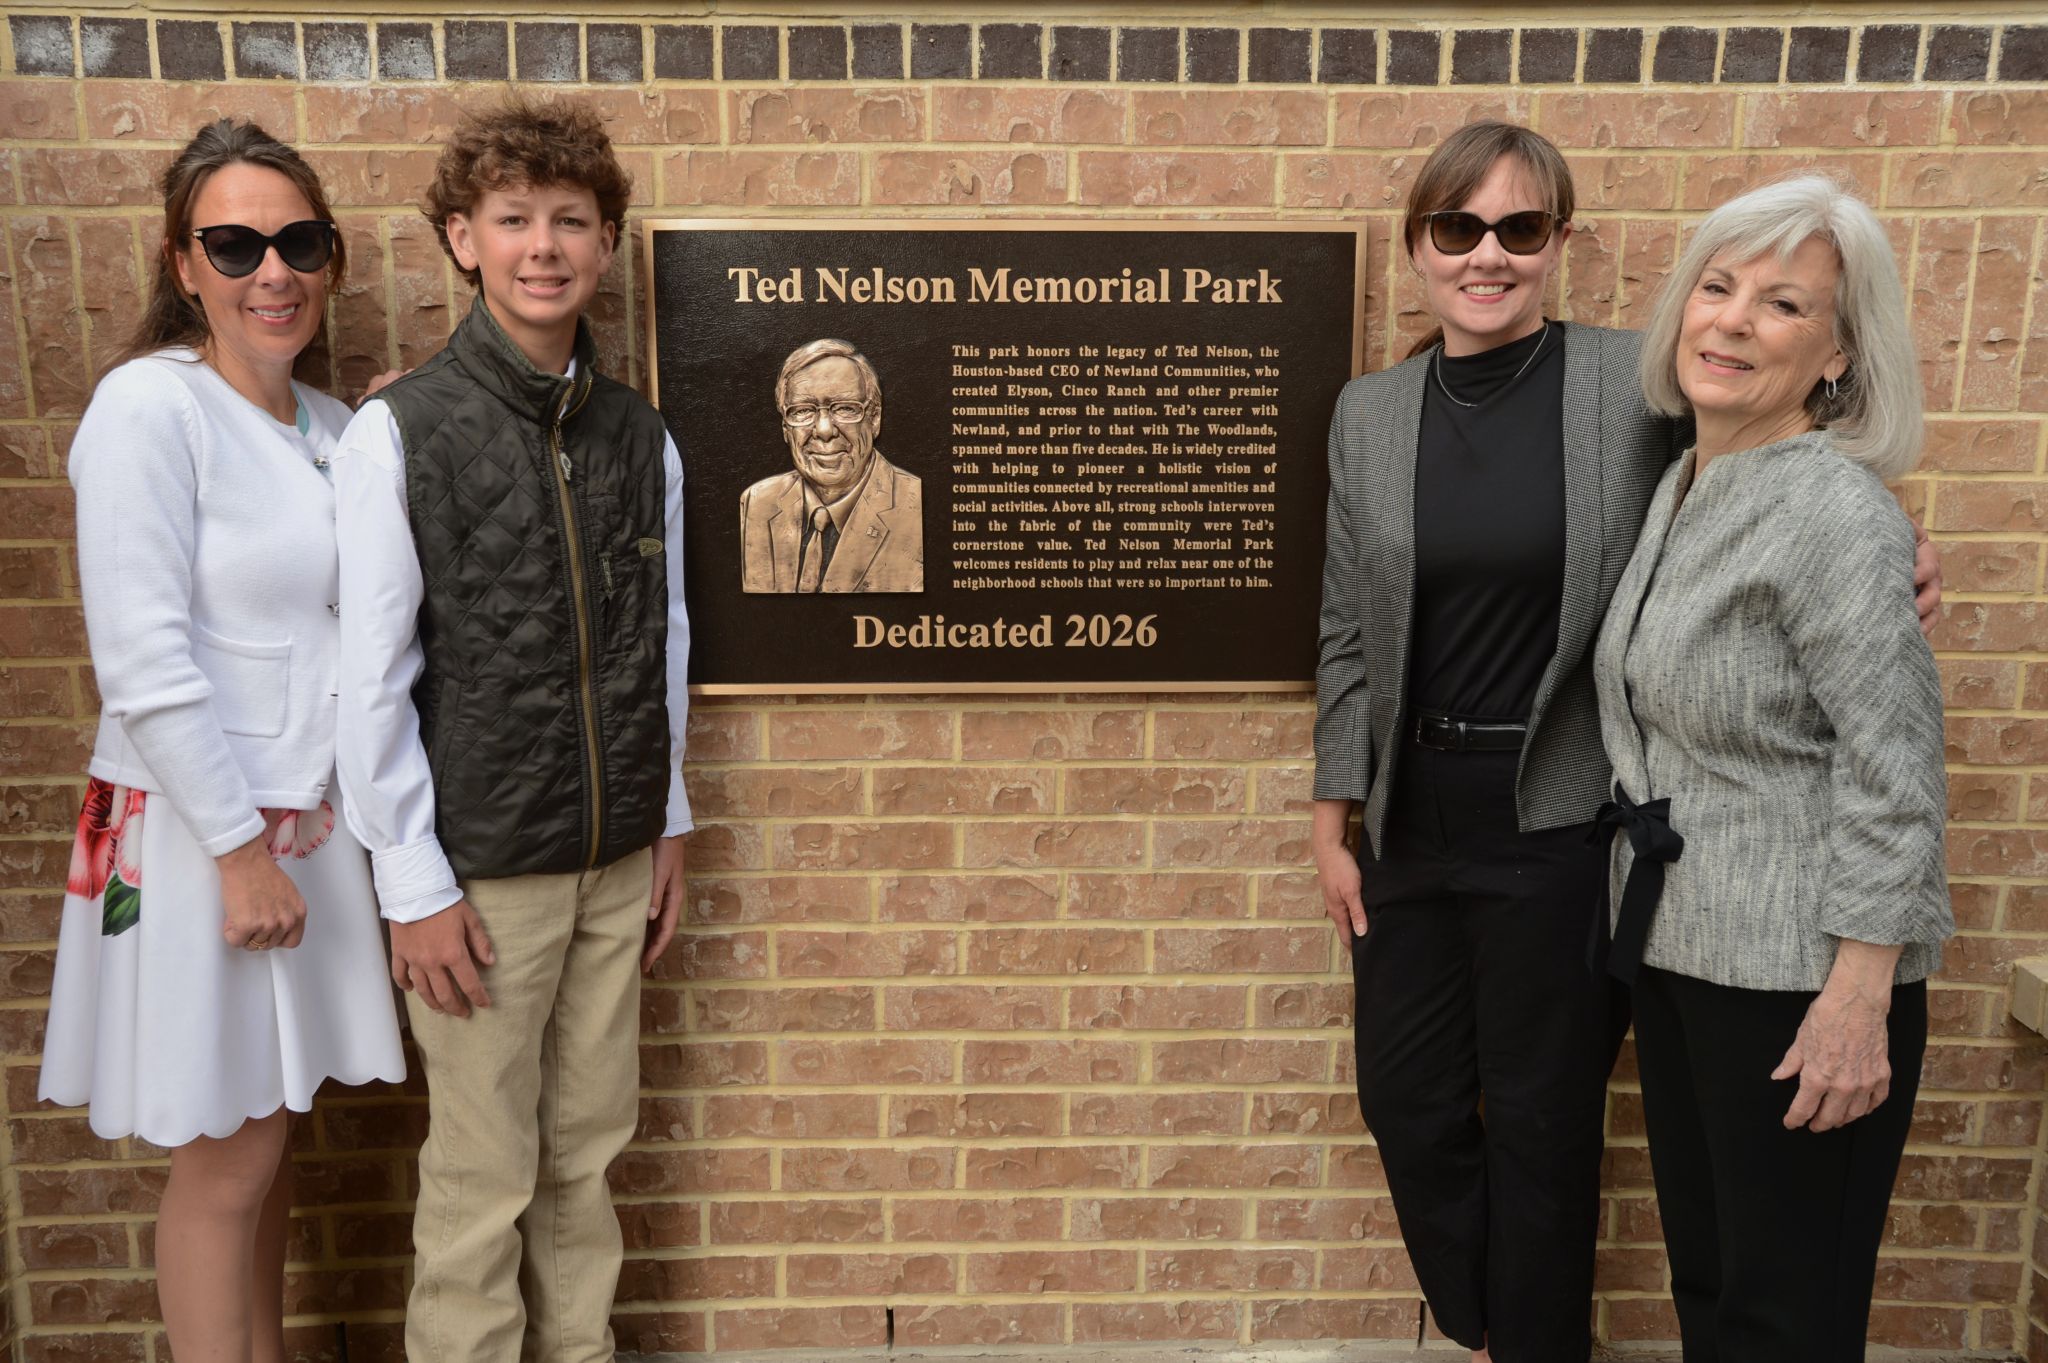 Ted Nelson Memorial Park
This park honors the legacy of Ted Nelson, the
Houston-based CEO of Newland Communities, who
created Elyson, Cinco Ranch and other premier
communities across the nation. Ted's career with
Newland, and prior to that with The Woodlands,
spanned more than five decades. He is widely credited
with helping to pioneer a holistic vision of
communities connected by recreational amenities and
social activities. Above all, strong schools interwoven
into the fabric of the community were Ted's
cornerstone value. Ted Nelson Memorial Park
welcomes residents to play and relax near one of the
neighborhood schools that were so important to him.
Dedicated 2026